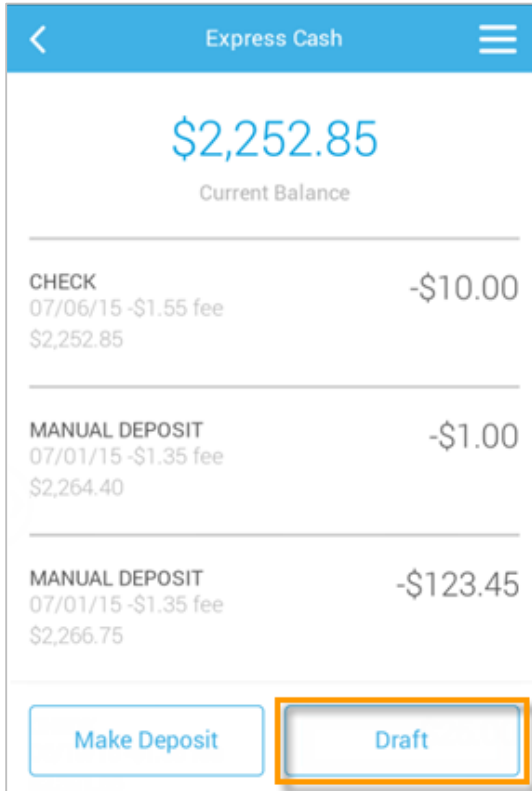 Express Cash
$2,252.85
Current Balance
CHECK -$10.00
07/06/15 -$1.55 fee
$2,252.85
MANUAL DEPOSIT -$1.00
07/01/15 -$1.35 fee
$2,264.40
MANUAL DEPOSIT -$123.45
07/01/15 -$1.35 fee
$2,266.75
Make Deposit Draft